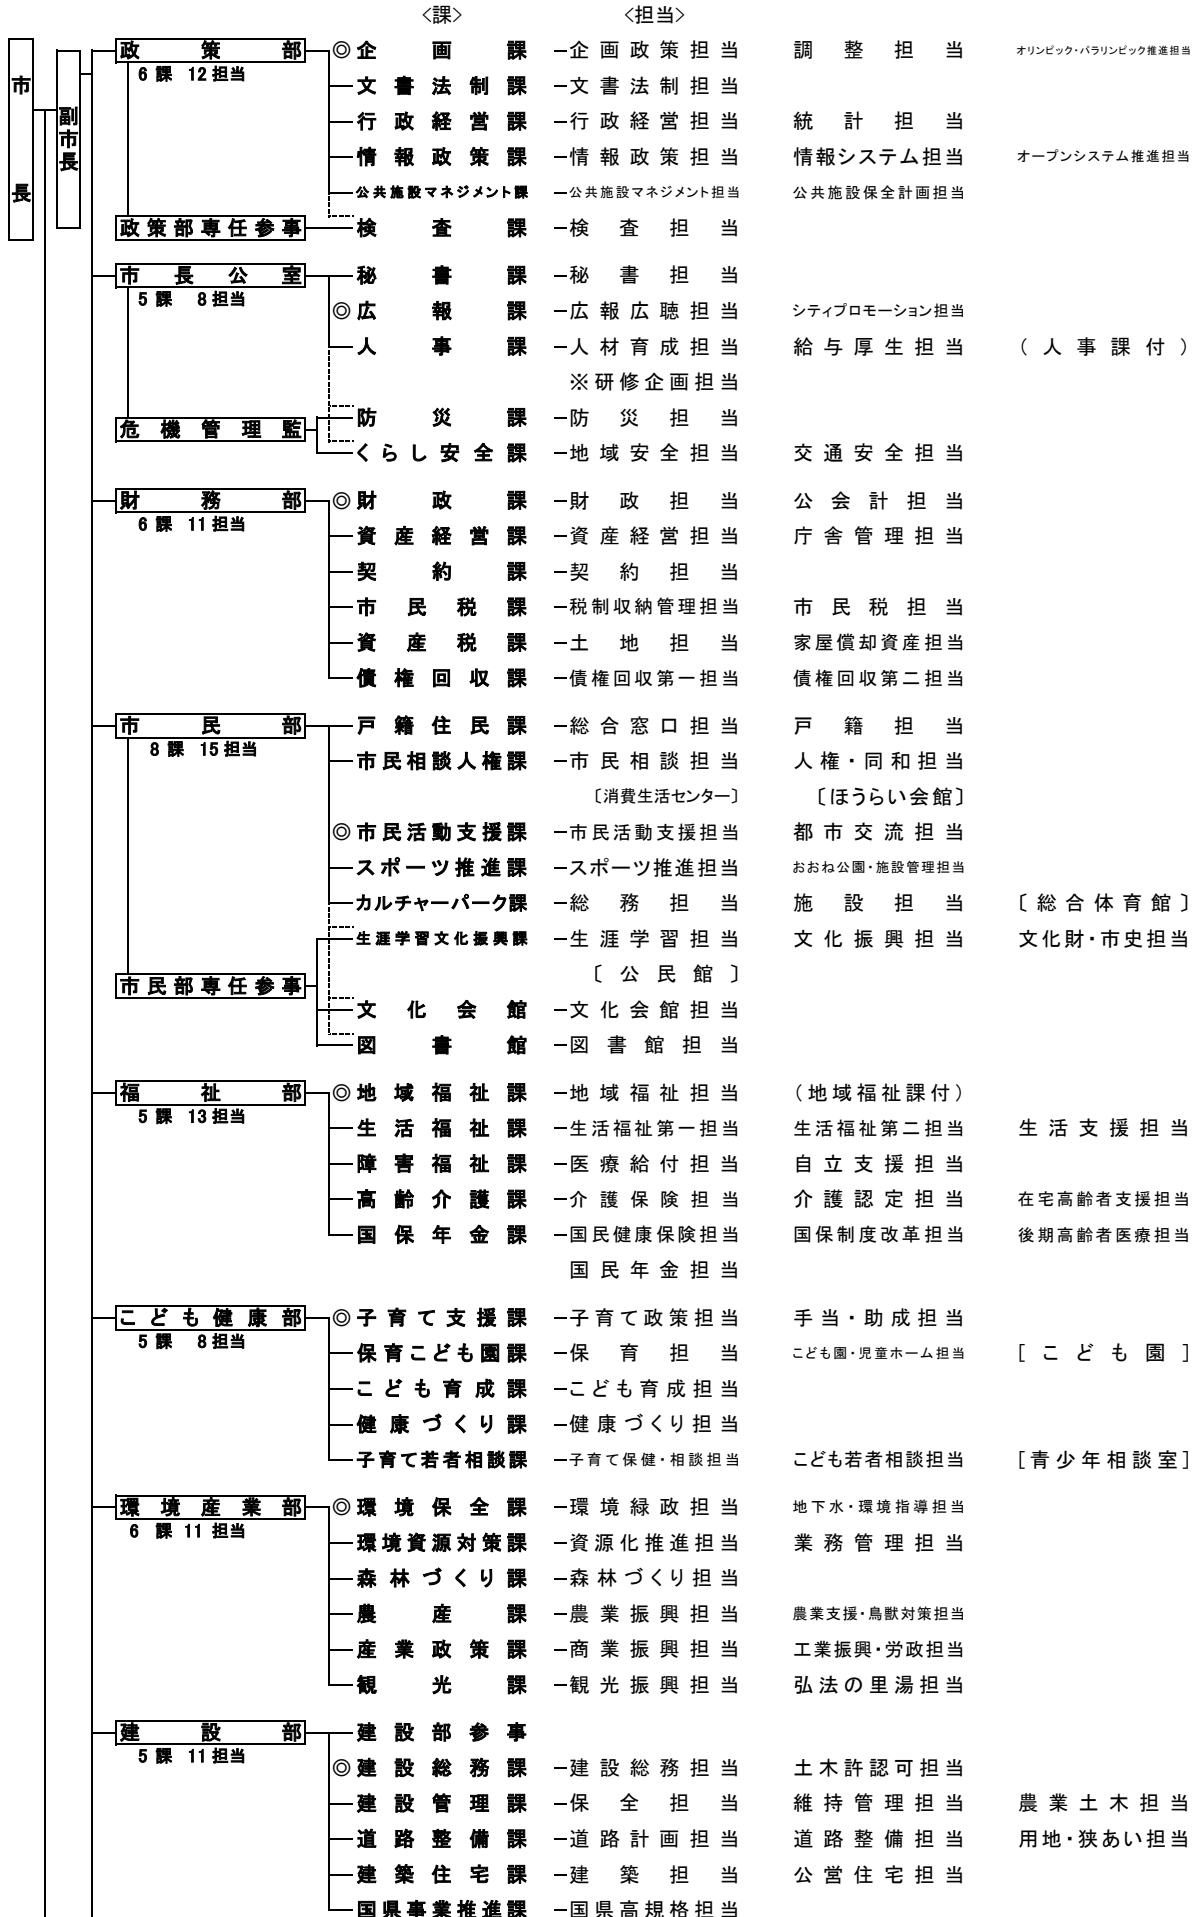 <課> <担当>
市長
副市長
政策部 ◎企画課 企画政策担当 調整担当 オリンピック・パラリンピック推進担当
6課 12担当
文書法制課 文書法制担当
行政経営課 行政経営担当 統計担当
情報政策課 情報政策担当 情報システム担当 オープンシステム推進担当
公共施設マネジメント課 公共施設マネジメント担当 公共施設保全計画担当
政策部専任参事 検査課 検査担当
市長公室 秘書課 秘書担当
5課 8担当
◎広報課 広報広聴担当 シティプロモーション担当
人事課 人材育成担当 給与厚生担当 (人事課付)
※研修企画担当
防災課 防災担当
危機管理監
くらし安全課 地域安全担当 交通安全担当
財務部 ◎財政課 財政担当 公会計担当
6課 11担当
資産経営課 資産経営担当 庁舎管理担当
契約課 契約担当
市民税課 税制収納管理担当 市民税担当
資産税課 土地担当 家屋償却資産担当
債権回収課 債権回収第一担当 債権回収第二担当
市民部 戸籍住民課 総合窓口担当 戸籍担当
8課 15担当
市民相談人権課 市民相談担当 人権・同和担当
〔消費生活センター〕 〔ほうらい会館〕
◎市民活動支援課 市民活動支援担当 都市交流担当
スポーツ推進課 スポーツ推進担当 おおね公園・施設管理担当
カルチャーパーク課 総務担当 施設担当 〔総合体育館〕
生涯学習文化振興課 生涯学習担当 文化振興担当 文化財・市史担当
〔公民館〕
市民部専任参事
文化会館 文化会館担当
図書館 図書館担当
福祉部 ◎地域福祉課 地域福祉担当 (地域福祉課付)
5課 13担当
生活福祉課 生活福祉第一担当 生活福祉第二担当 生活支援担当
障害福祉課 医療給付担当 自立支援担当
高齢介護課 介護保険担当 介護認定担当 在宅高齢者支援担当
国保年金課 国民健康保険担当 国保制度改革担当 後期高齢者医療担当
国民年金担当
こども健康部 ◎子育て支援課 子育て政策担当 手当・助成担当
5課 8担当
保育こども園課 保育担当 こども園・児童ホーム担当 [こども園]
こども育成課 こども育成担当
健康づくり課 健康づくり担当
子育て若者相談課 子育て保健・相談担当 こども若者相談担当 [青少年相談室]
環境産業部 ◎環境保全課 環境緑政担当 地下水・環境指導担当
6課 11担当
環境資源対策課 資源化推進担当 業務管理担当
森林づくり課 森林づくり担当
農産課 農業振興担当 農業支援・鳥獣対策担当
産業政策課 商業振興担当 工業振興・労政担当
観光課 観光振興担当 弘法の里湯担当
建設部 建設部参事
5課 11担当
◎建設総務課 建設総務担当 土木許認可担当
建設管理課 保全担当 維持管理担当 農業土木担当
道路整備課 道路計画担当 道路整備担当 用地・狭あい担当
建築住宅課 建築担当 公営住宅担当
国県事業推進課 国県高規格担当